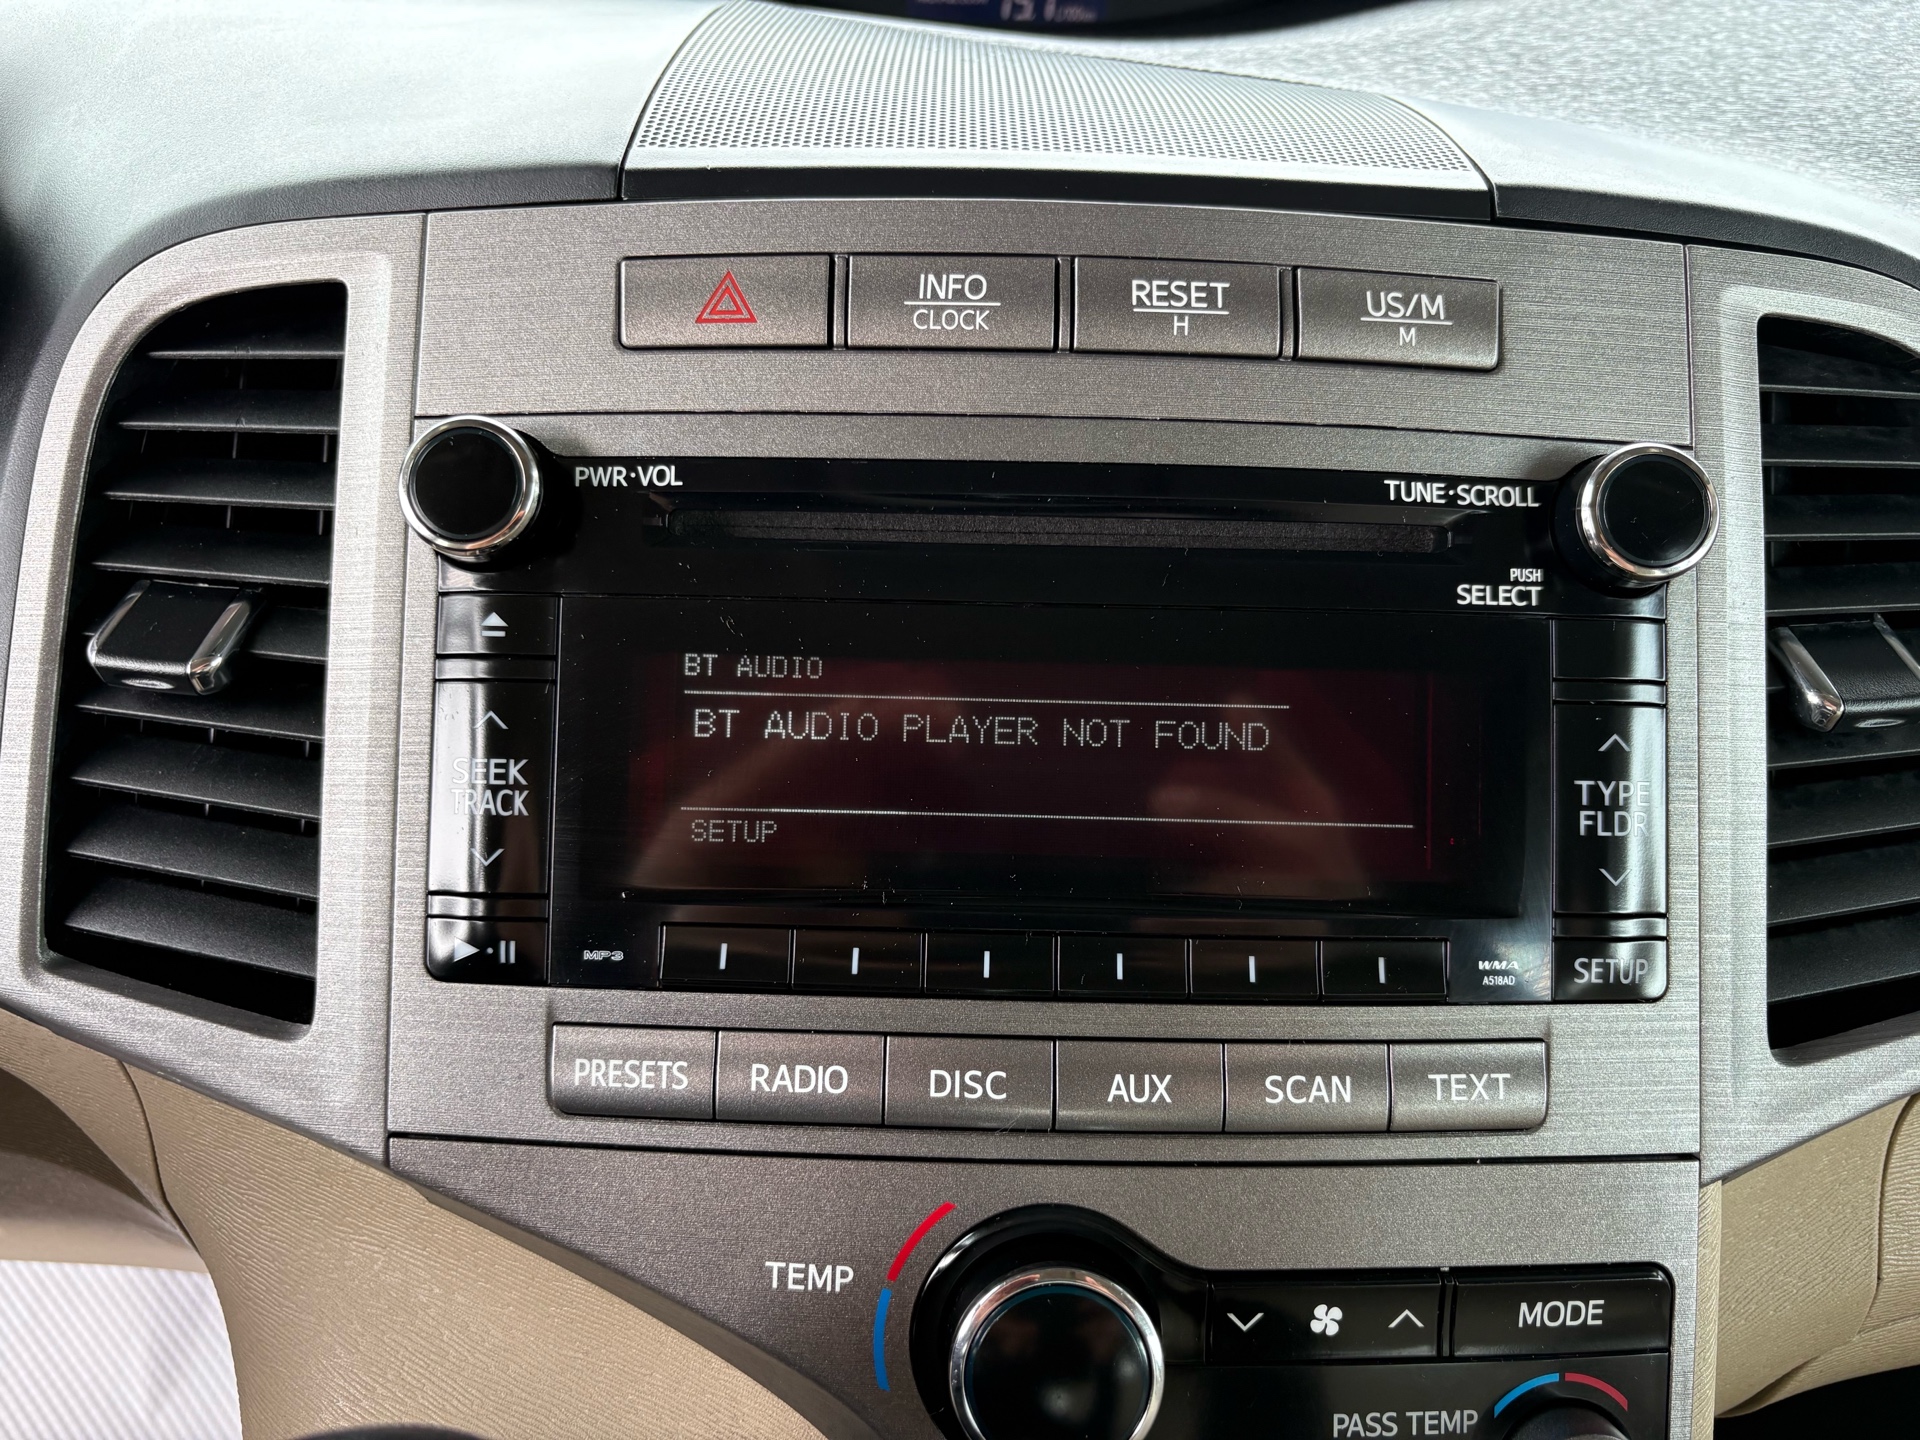 INFO
CLOCK
RESET
H
US/M
M
PWR·VOL
TUNE·SCROLL
PUSH
SELECT
BT AUDIO
BT AUDIO PLAYER NOT FOUND
SETUP
SEEK
TRACK
TYPE
FLDR
MP3
WMA
A518AD
SETUP
PRESETS
RADIO
DISC
AUX
SCAN
TEXT
TEMP
MODE
PASS TEMP